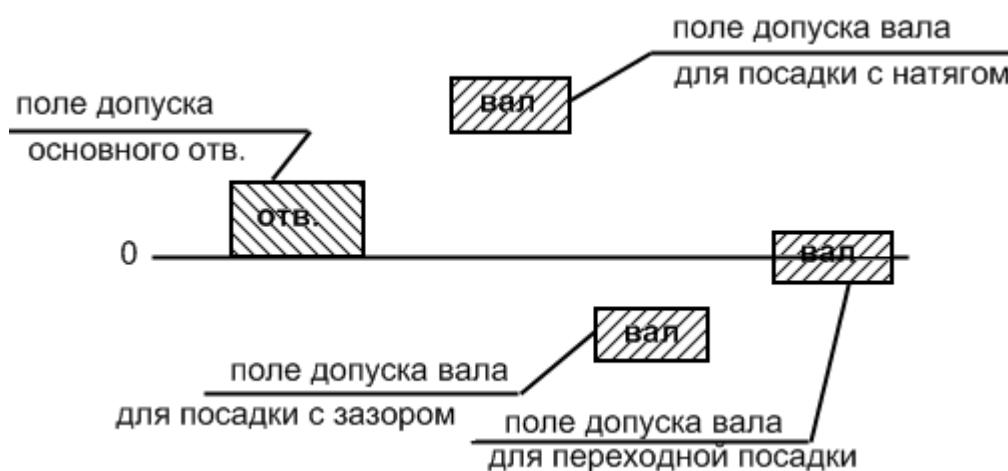 поле допуска вала
для посадки с натягом
вал
поле допуска
основного отв.
отв.
0
вал
вал
поле допуска вала
для посадки с зазором
поле допуска вала
для переходной посадки